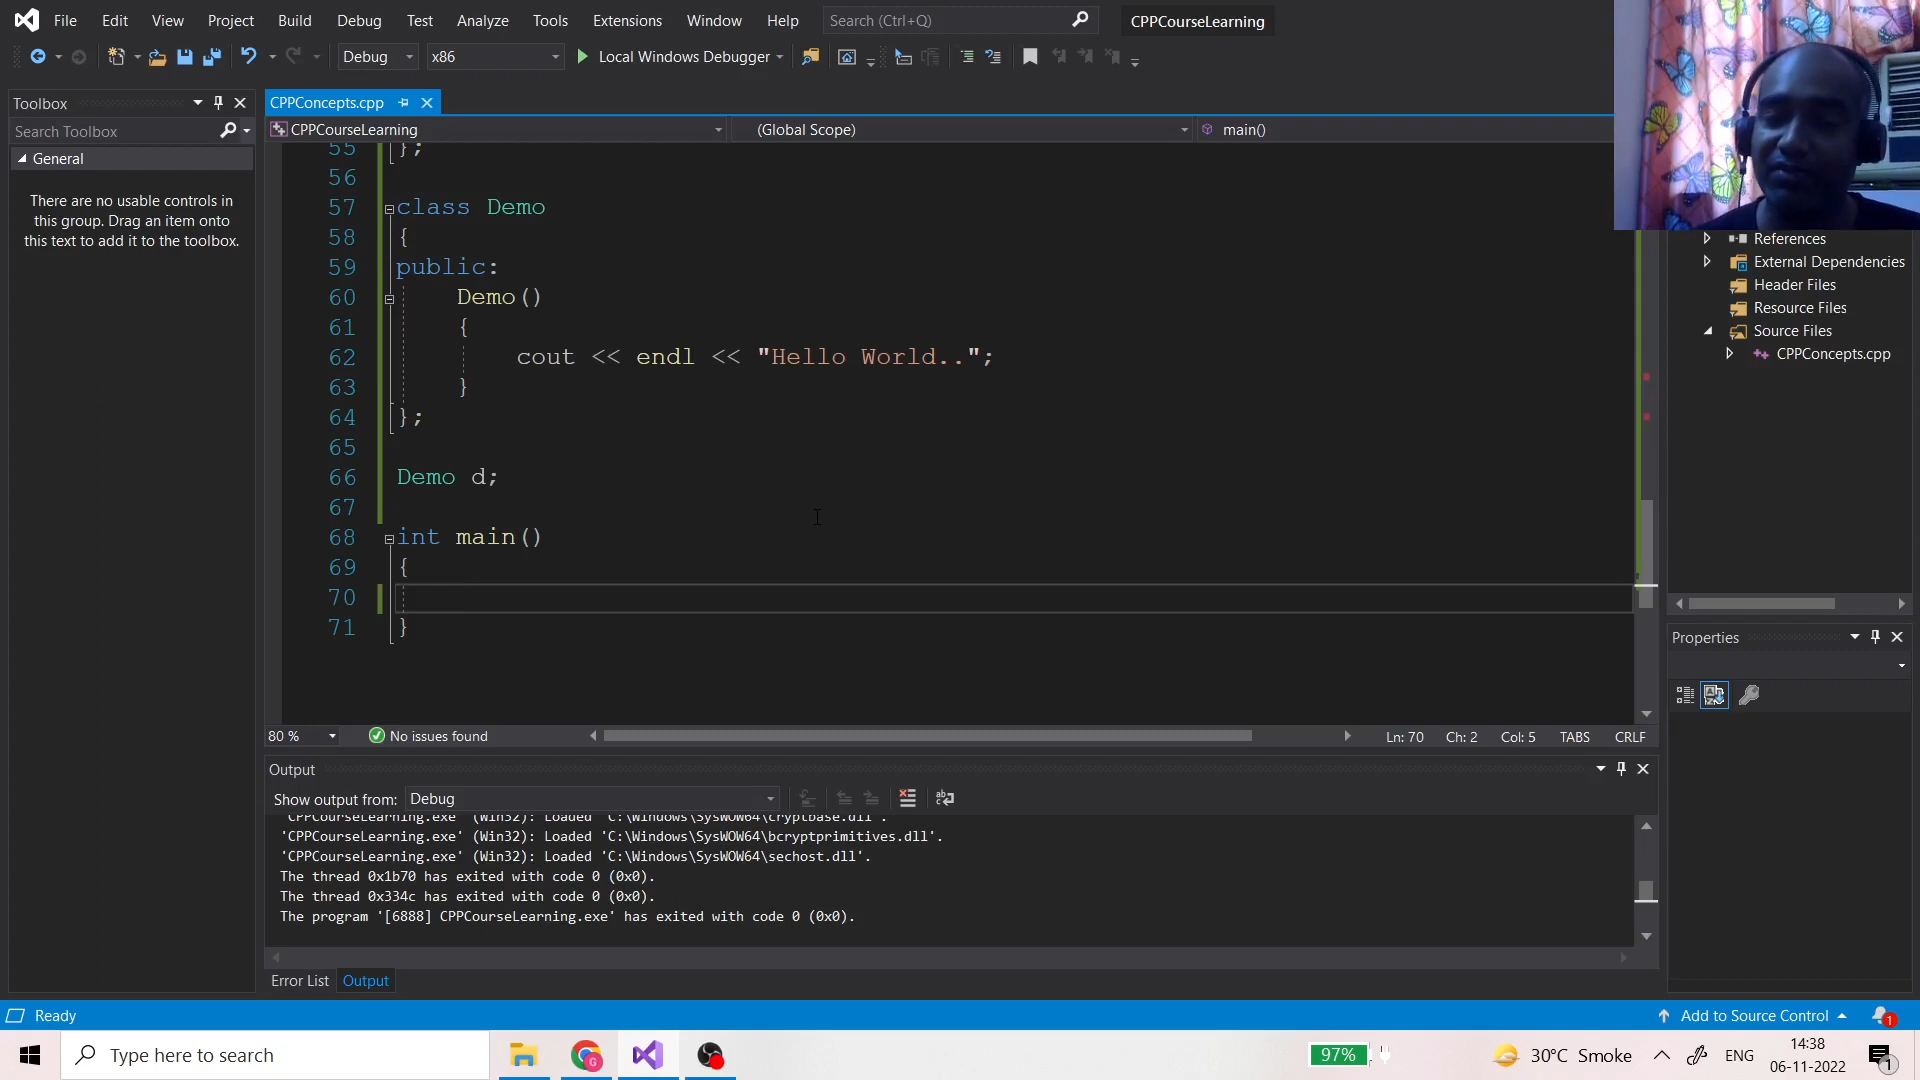 File Edit View Project Build Debug Test Analyze Tools Extensions Window Help Search (Ctrl+Q) CPPCourseLearning
Debug x86 Local Windows Debugger
Toolbox
Search Toolbox
General
There are no usable controls in
this group. Drag an item onto
this text to add it to the toolbox.
CPPConcepts.cpp
CPPCourseLearning (Global Scope) main()
55 };
56
57 class Demo
58 {
59 public:
60 Demo()
61 {
62 cout << endl << "Hello World..";
63 }
64 };
65
66 Demo d;
67
68 int main()
69 {
70
71 }
80 % No issues found Ln: 70 Ch: 2 Col: 5 TABS CRLF
Output
Show output from: Debug
'CPPCourseLearning.exe' (Win32): Loaded 'C:\Windows\SysWOW64\cryptbase.dll'.
'CPPCourseLearning.exe' (Win32): Loaded 'C:\Windows\SysWOW64\bcryptprimitives.dll'.
'CPPCourseLearning.exe' (Win32): Loaded 'C:\Windows\SysWOW64\sechost.dll'.
The thread 0x1b70 has exited with code 0 (0x0).
The thread 0x334c has exited with code 0 (0x0).
The program '[6888] CPPCourseLearning.exe' has exited with code 0 (0x0).
Error List Output
References
External Dependencies
Header Files
Resource Files
Source Files
CPPConcepts.cpp
Properties
Ready Add to Source Control 1
Type here to search
97% 30°C Smoke ENG
14:38
06-11-2022
1